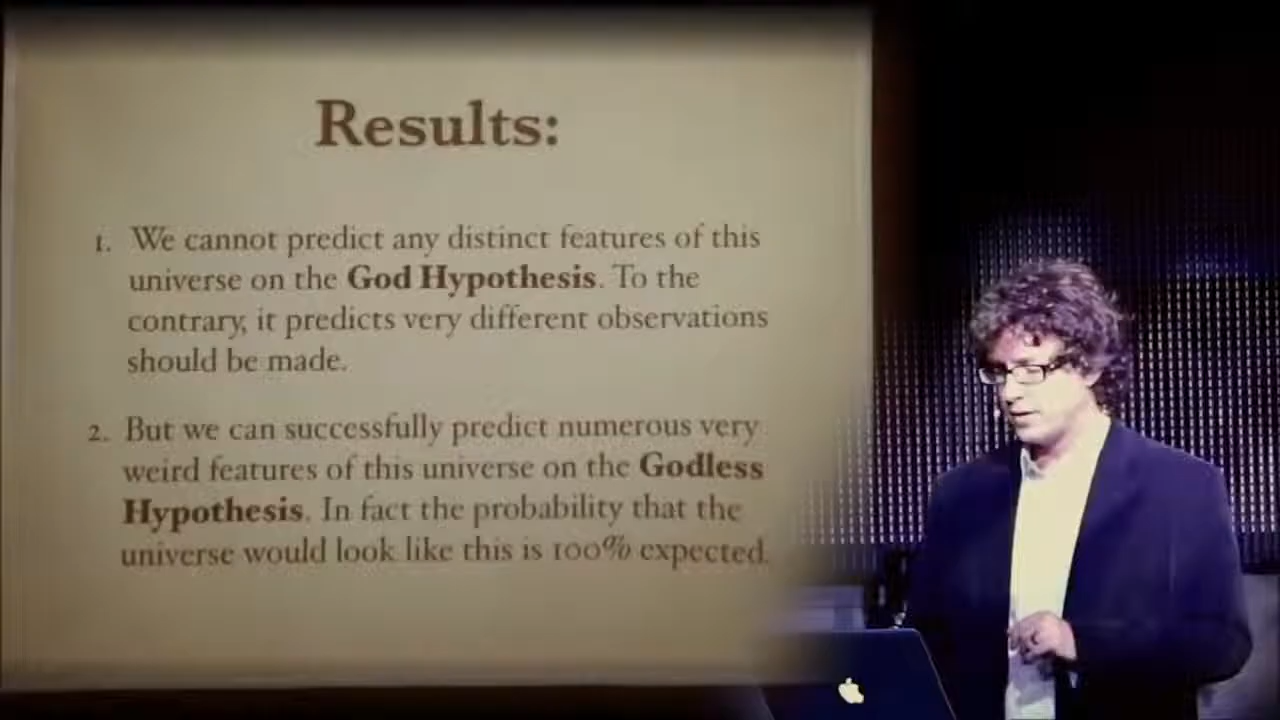 Results:
1. We cannot predict any distinct features of this
universe on the God Hypothesis. To the
contrary, it predicts very different observations
should be made.
2. But we can successfully predict numerous very
weird features of this universe on the Godless
Hypothesis. In fact the probability that the
universe would look like this is 100% expected.